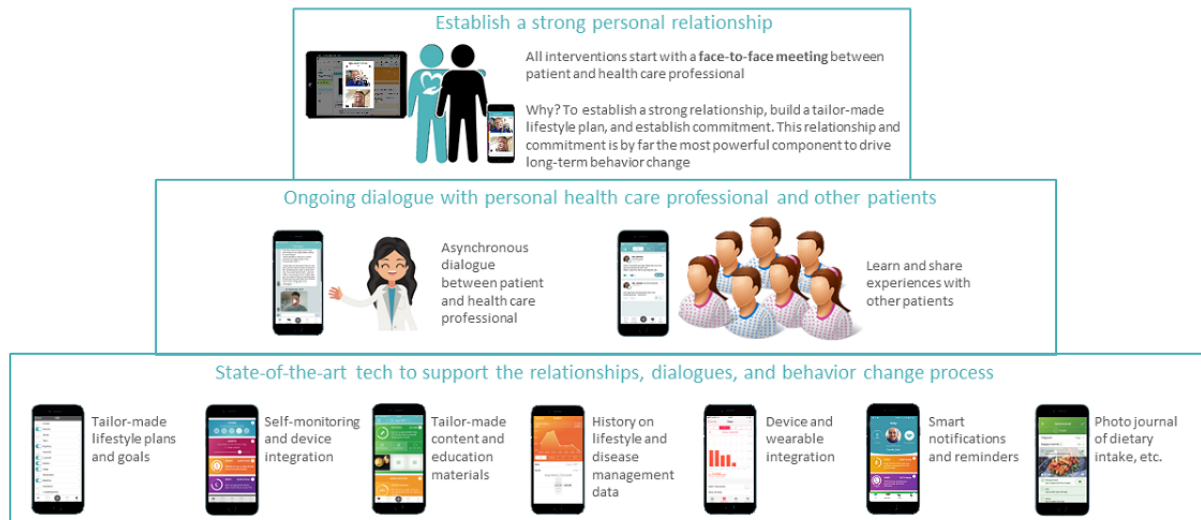 Establish a strong personal relationship
All interventions start with a face-to-face meeting between
patient and health care professional
Why? To establish a strong relationship, build a tailor-made
lifestyle plan, and establish commitment. This relationship and
commitment is by far the most powerful component to drive
long-term behavior change
Ongoing dialogue with personal health care professional and other patients
Asynchronous
dialogue
between patient
and health care
professional
Learn and share
experiences with
other patients
State-of-the-art tech to support the relationships, dialogues, and behavior change process
Tailor-made
lifestyle plans
and goals
Self-monitoring
and device
integration
Tailor-made
content and
education
materials
History on
lifestyle and
disease
management
data
Device and
wearable
integration
Smart
notifications
and reminders
Photo journal
of dietary
intake, etc.